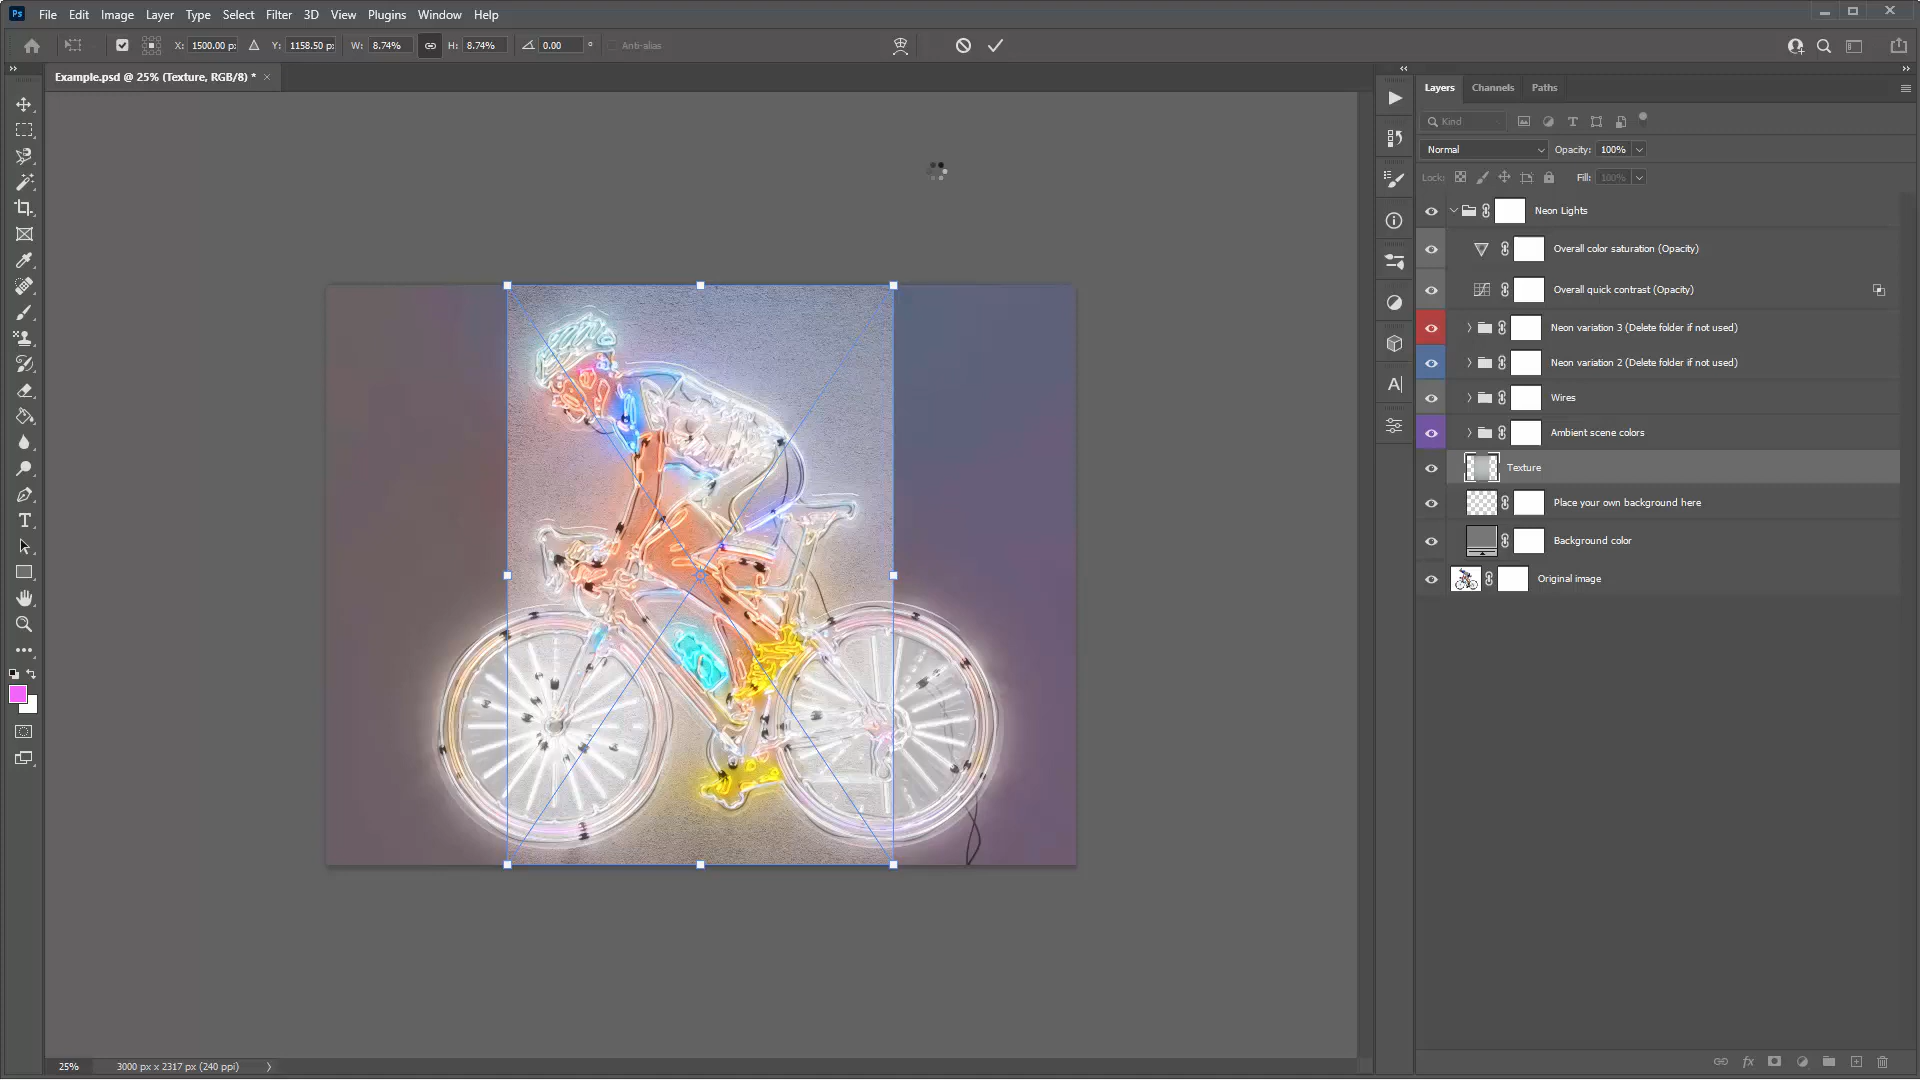 Ps File Edit Image Layer Type Select Filter 3D View Plugins Window Help
X: 1500.00 p: Y: 1158.50 p: W: 8.74% H: 8.74% 0.00 ° Anti-alias
Example.psd @ 25% (Texture, RGB/8) * ×
Layers Channels Paths
Kind
Normal Opacity: 100%
Lock: Fill: 100%
Neon Lights
Overall color saturation (Opacity)
Overall quick contrast (Opacity)
Neon variation 3 (Delete folder if not used)
Neon variation 2 (Delete folder if not used)
Wires
Ambient scene colors
Texture
Place your own background here
Background color
Original image
25% 3000 px x 2317 px (240 ppi)